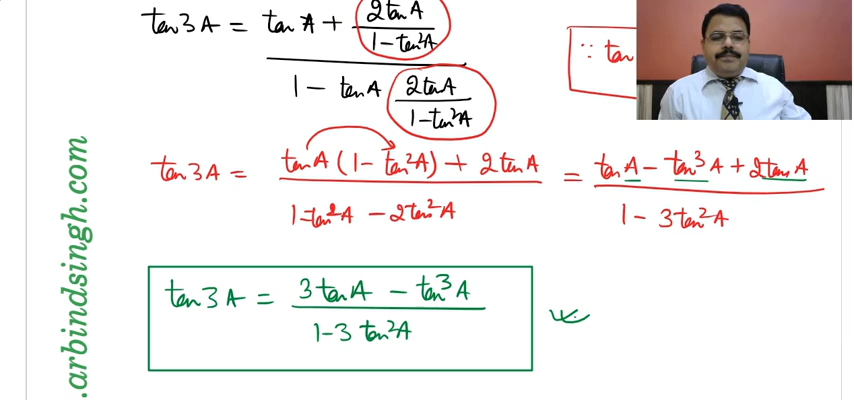 tan3A = (tanA + 2tanA/(1-tan²A)) / (1 - tanA (2tanA/(1-tan²A)))
∵ tan
tan3A = (tanA(1-tan²A) + 2tanA) / (1-tan²A - 2tan²A) = (tanA - tan³A + 2tanA) / (1 - 3tan²A)
tan3A = (3tanA - tan³A) / (1-3tan²A)
.arbindsingh.com